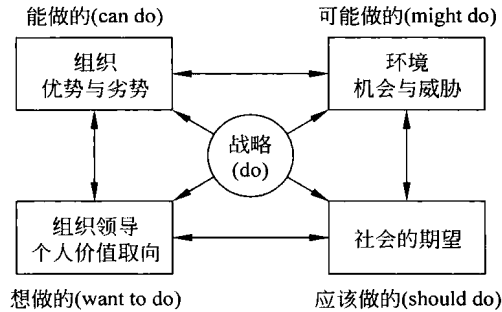 能做的(can do)
可能做的(might do)
组织
优势与劣势
环境
机会与威胁
战略
(do)
组织领导
个人价值取向
社会的期望
想做的(want to do)
应该做的(should do)